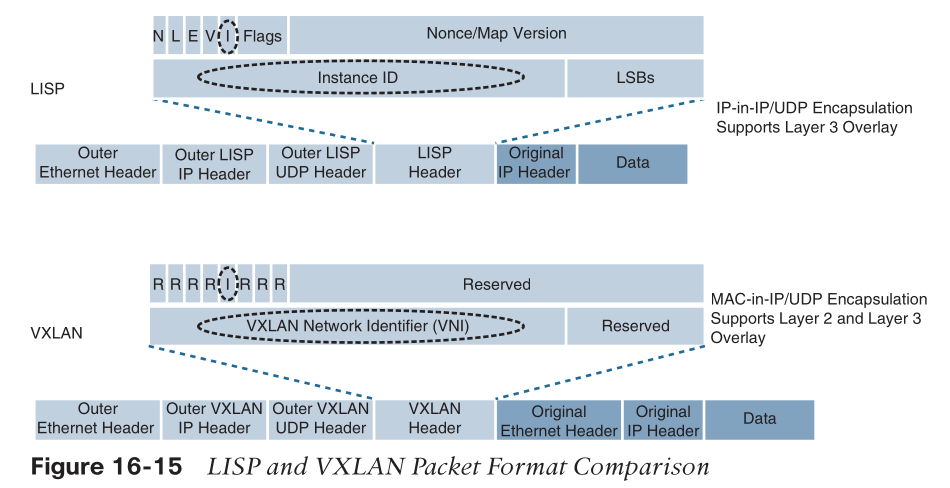 N L E V I Flags Nonce/Map Version
Instance ID LSBs
LISP
IP-in-IP/UDP Encapsulation
Supports Layer 3 Overlay
Outer
Ethernet Header
Outer LISP
IP Header
Outer LISP
UDP Header
LISP
Header
Original
IP Header
Data
R R R R I R R R Reserved
VXLAN Network Identifier (VNI) Reserved
VXLAN
MAC-in-IP/UDP Encapsulation
Supports Layer 2 and Layer 3
Overlay
Outer
Ethernet Header
Outer VXLAN
IP Header
Outer VXLAN
UDP Header
VXLAN
Header
Original
Ethernet Header
Original
IP Header
Data
Figure 16-15 LISP and VXLAN Packet Format Comparison